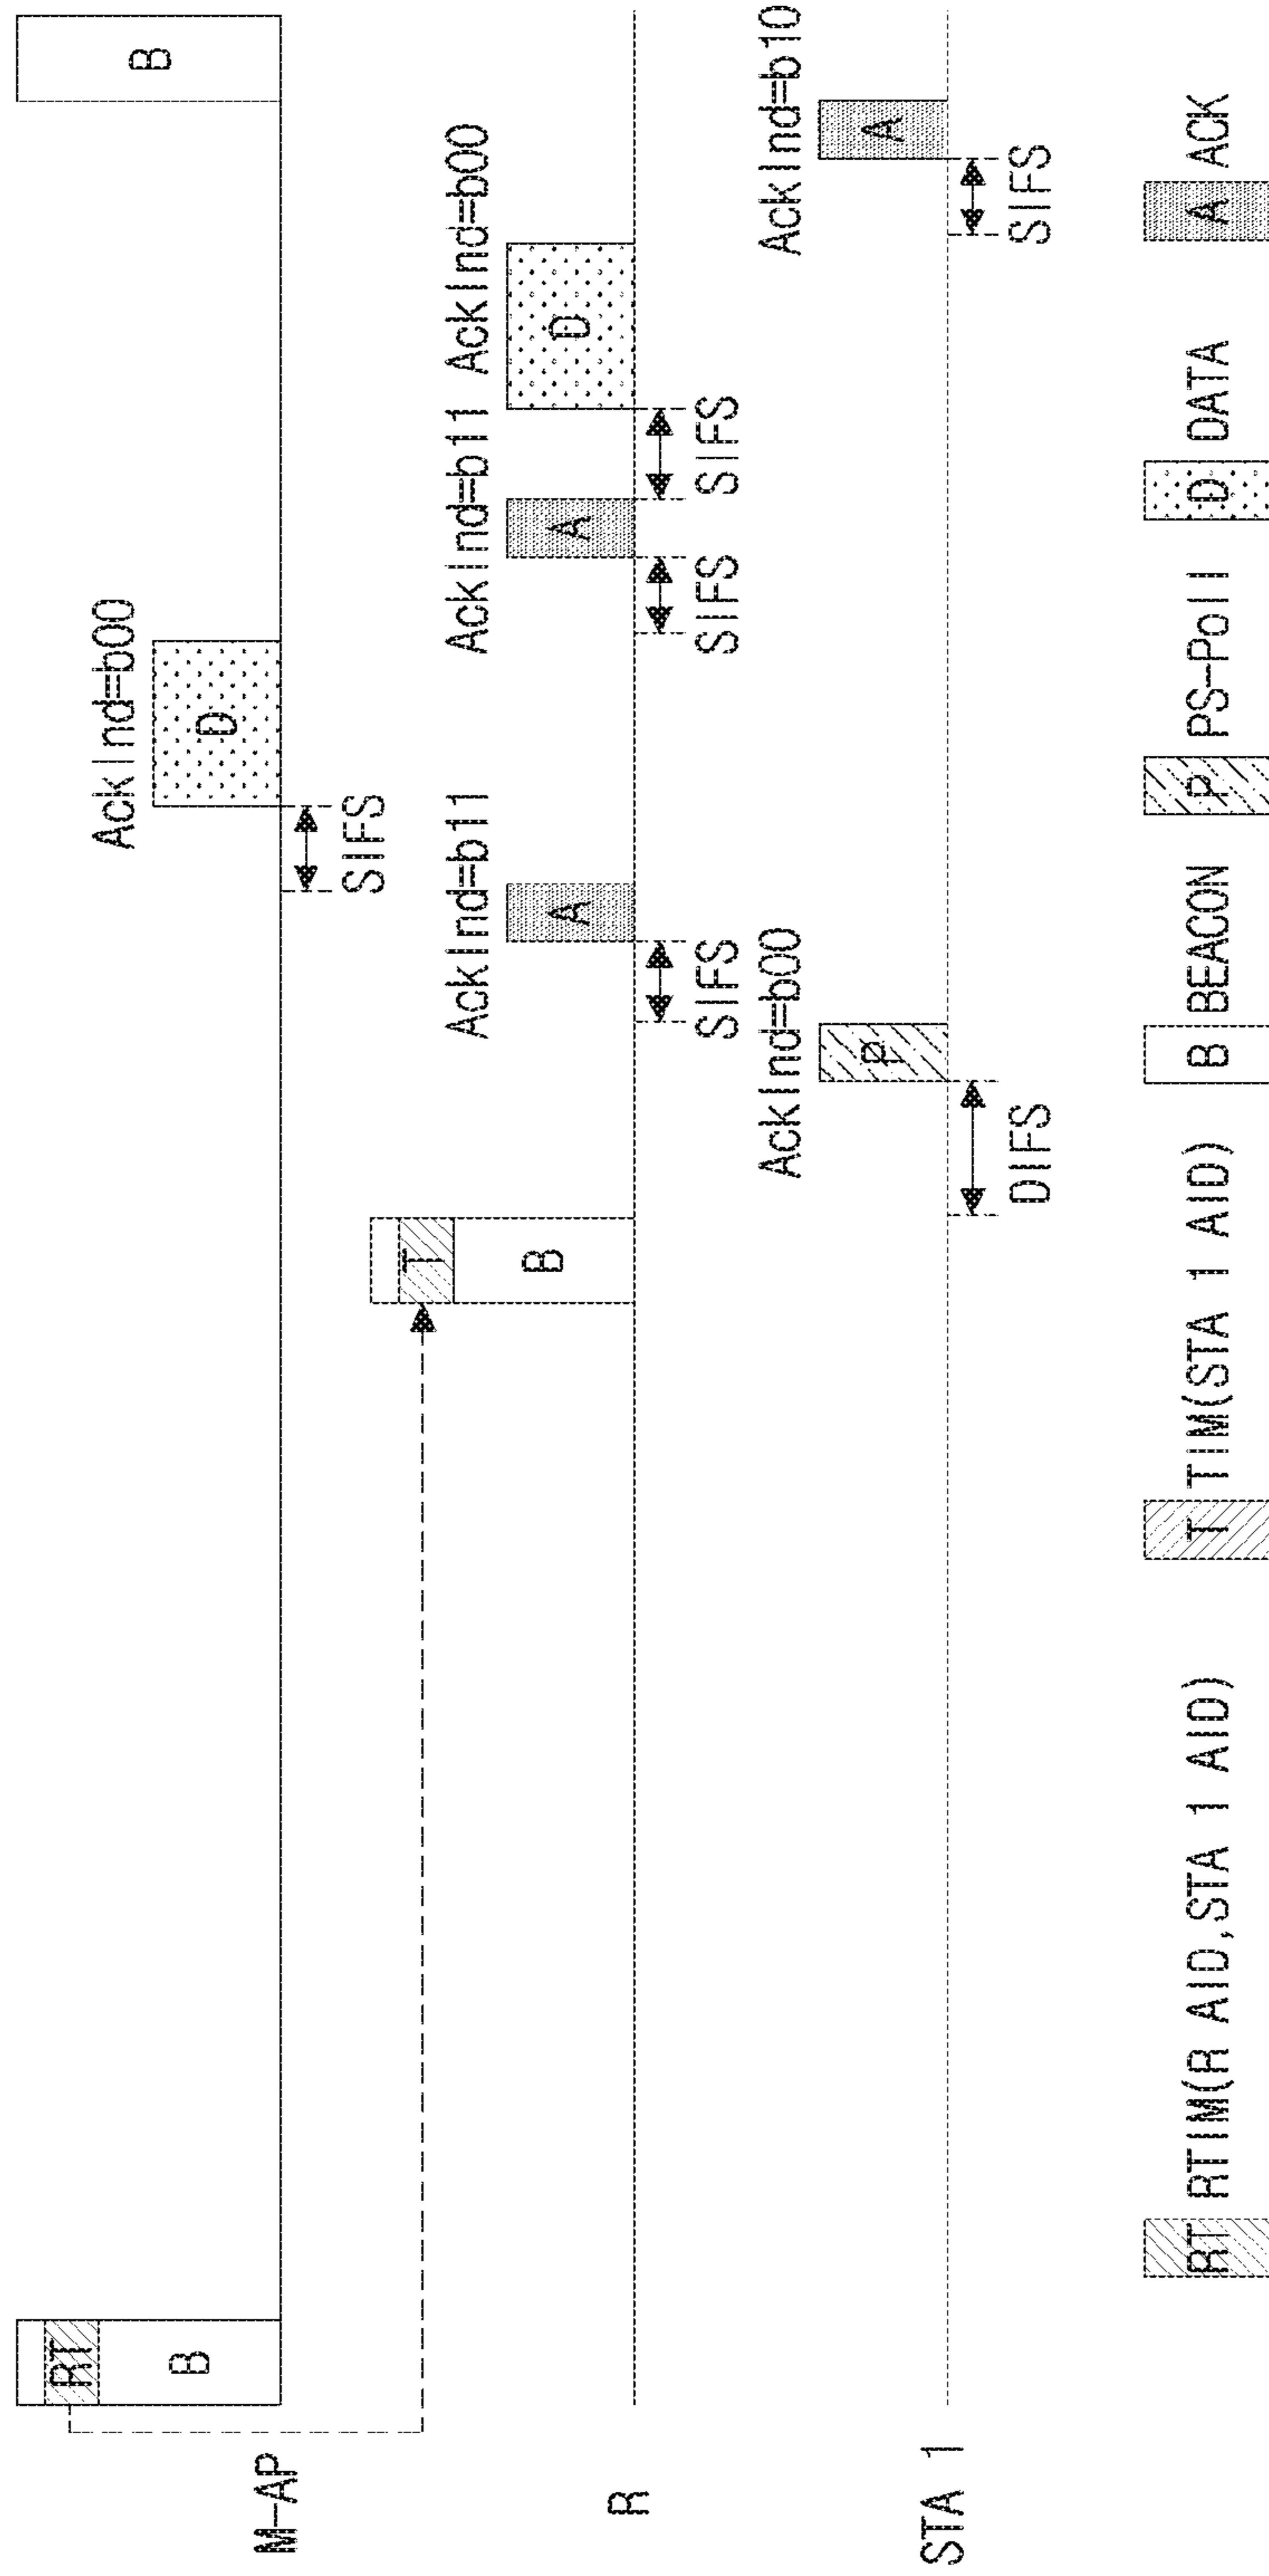 M-AP
RT
B
AckInd=b00
D
SIFS
B
R
T
B
AckInd=b11
A
SIFS
AckInd=b11
A
SIFS
AckInd=b00
D
SIFS
STA 1
AckInd=b00
P
DIFS
AckInd=b10
A
SIFS
RT RTIM(R AID,STA 1 AID) T TIM(STA 1 AID) B BEACON P PS-Poll D DATA A ACK